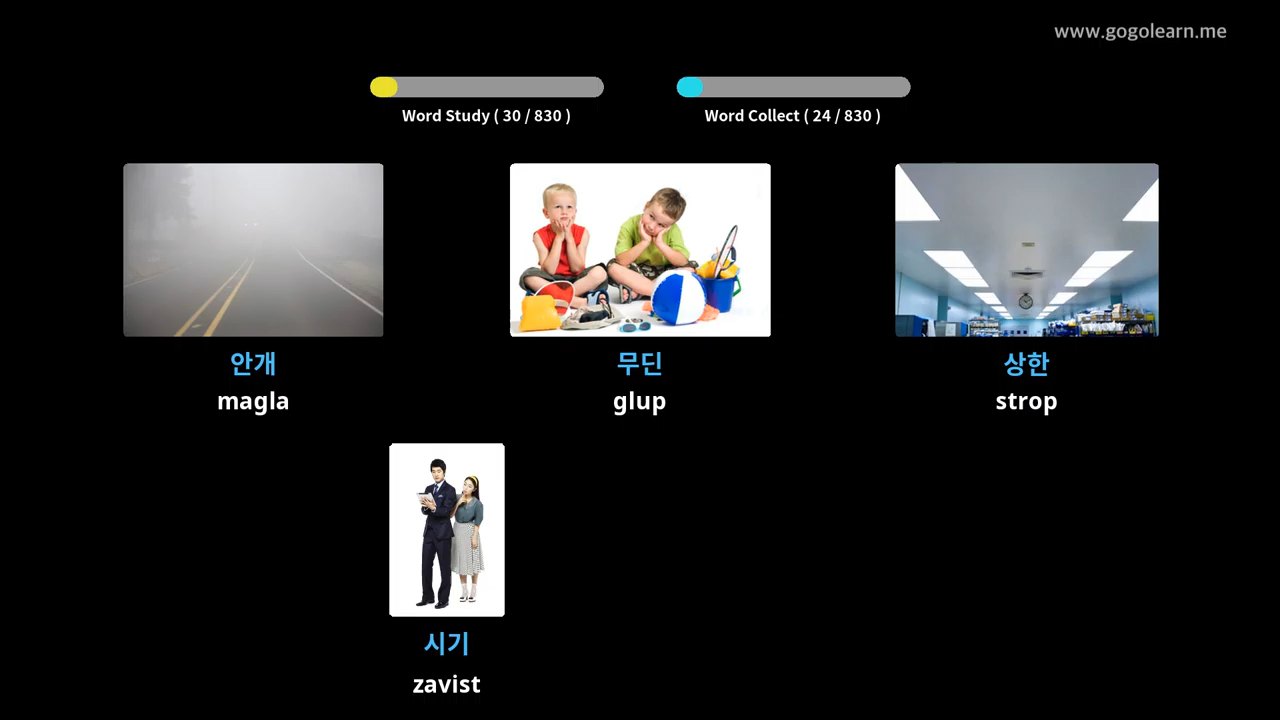 www.gogolearn.me
Word Study ( 30 / 830 )
Word Collect ( 24 / 830 )
안개
magla
무딘
glup
상한
strop
시기
zavist